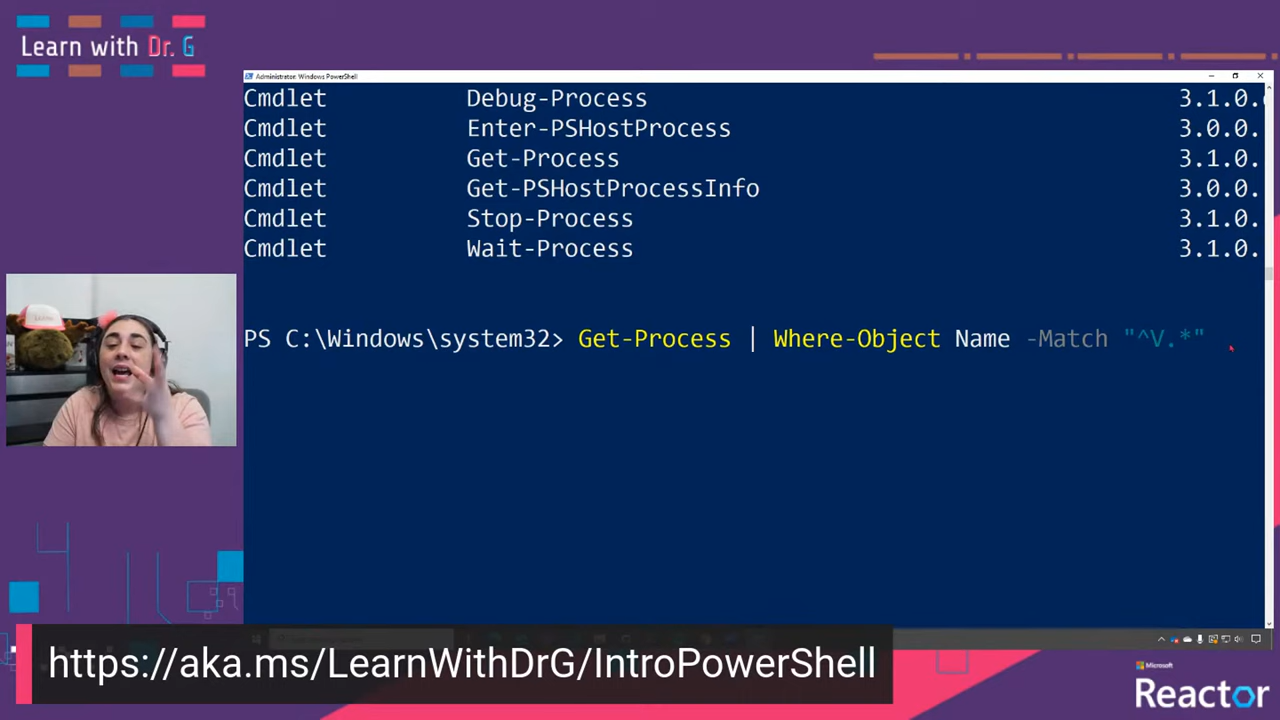 Learn with Dr. G
Administrator: Windows PowerShell
Cmdlet Debug-Process 3.1.0.
Cmdlet Enter-PSHostProcess 3.0.0.
Cmdlet Get-Process 3.1.0.
Cmdlet Get-PSHostProcessInfo 3.0.0.
Cmdlet Stop-Process 3.1.0.
Cmdlet Wait-Process 3.1.0.
PS C:\Windows\system32> Get-Process | Where-Object Name -Match "^V.*"
https://aka.ms/LearnWithDrG/IntroPowerShell
Microsoft
Reactor